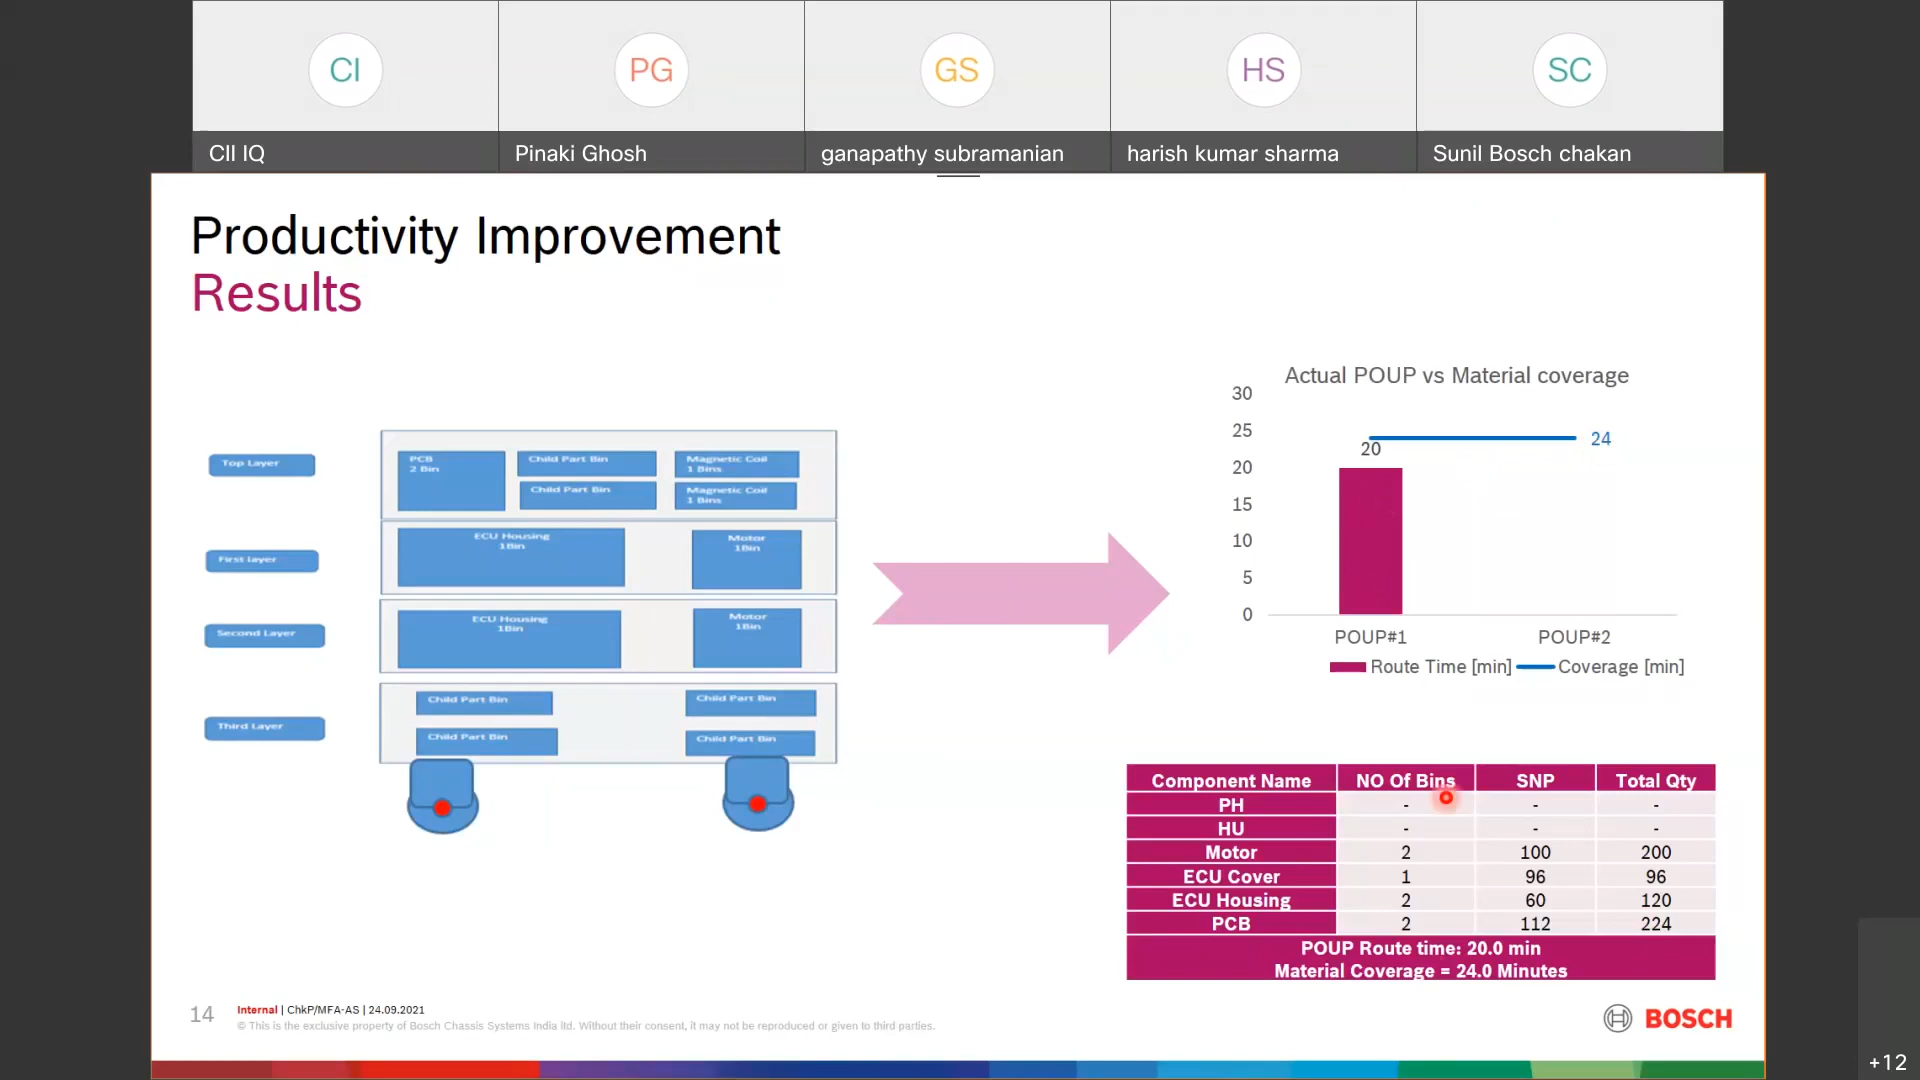 CI
PG
GS
HS
SC
CII IQ
Pinaki Ghosh
ganapathy subramanian
harish kumar sharma
Sunil Bosch chakan
Productivity Improvement
Results
Top Layer
PCB
2 Bin
Child Part Bin
Child Part Bin
Magnetic Coil
1 Bins
Magnetic Coil
1 Bins
First layer
ECU Housing
1Bin
Motor
1Bin
Second Layer
ECU Housing
1Bin
Motor
1Bin
Third Layer
Child Part Bin
Child Part Bin
Child Part Bin
Child Part Bin
Actual POUP vs Material coverage
30
25
20
15
10
5
0
20
24
POUP#1 POUP#2
Route Time [min] Coverage [min]
Component Name NO Of Bins SNP Total Qty
PH - - -
HU - - -
Motor 2 100 200
ECU Cover 1 96 96
ECU Housing 2 60 120
PCB 2 112 224
POUP Route time: 20.0 min
Material Coverage = 24.0 Minutes
14
Internal | ChkP/MFA-AS | 24.09.2021
© This is the exclusive property of Bosch Chassis Systems India ltd. Without their consent, it may not be reproduced or given to third parties.
BOSCH
+12